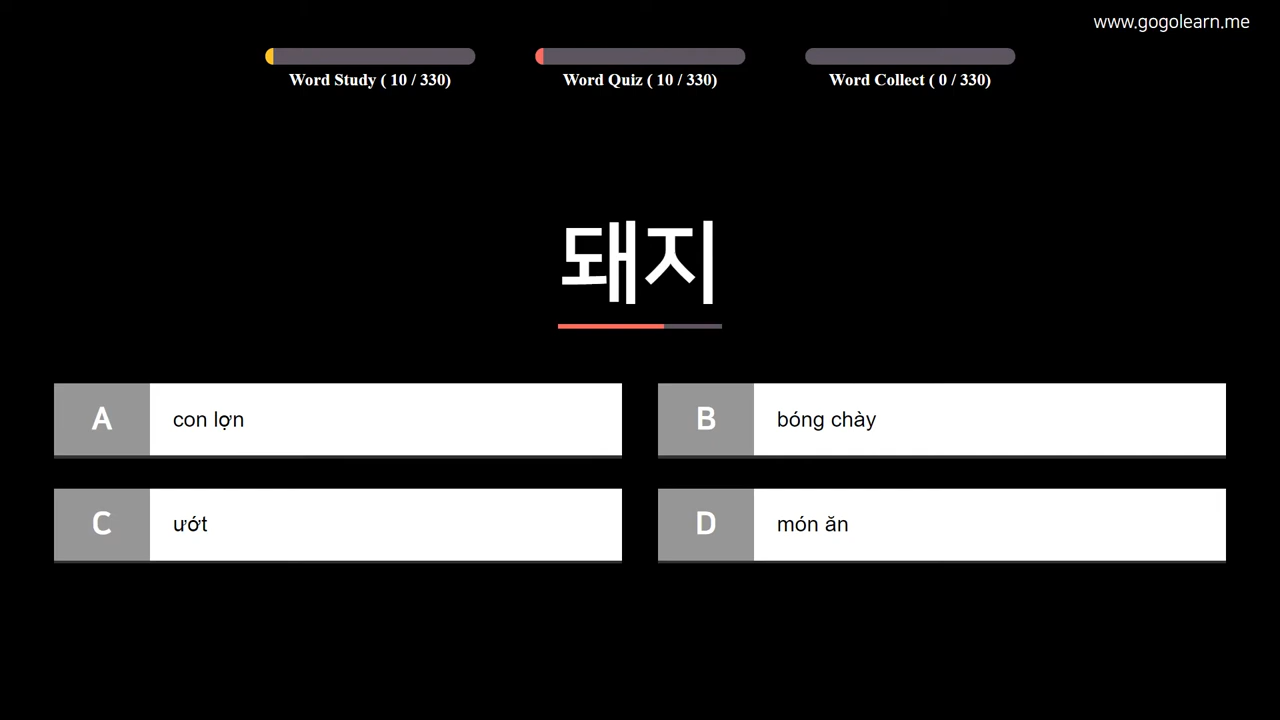 www.gogolearn.me
Word Study ( 10 / 330)
Word Quiz ( 10 / 330)
Word Collect ( 0 / 330)
돼지
A con lợn
B bóng chày
C ướt
D món ăn